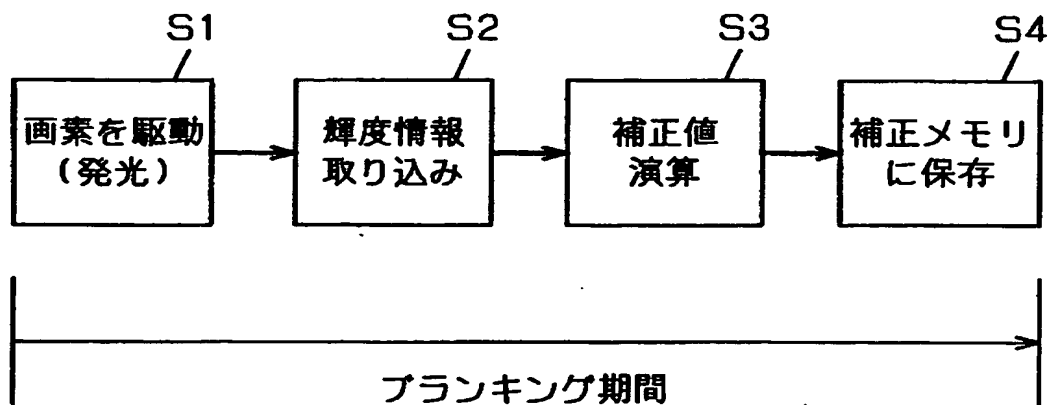 S1
S2
S3
S4
画素を駆動
(発光)
輝度情報
取り込み
補正値
演算
補正メモリ
に保存
ブランキング期間